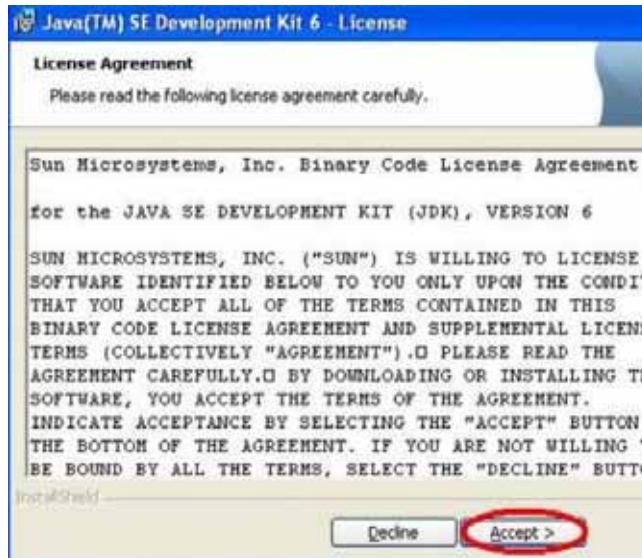 Java(TM) SE Development Kit 6 - License
License Agreement
Please read the following license agreement carefully.
Sun Microsystems, Inc. Binary Code License Agreement
for the JAVA SE DEVELOPMENT KIT (JDK), VERSION 6
SUN MICROSYSTEMS, INC. ("SUN") IS WILLING TO LICENSE
SOFTWARE IDENTIFIED BELOW TO YOU ONLY UPON THE CONDIT
THAT YOU ACCEPT ALL OF THE TERMS CONTAINED IN THIS
BINARY CODE LICENSE AGREEMENT AND SUPPLEMENTAL LICENS
TERMS (COLLECTIVELY "AGREEMENT").□ PLEASE READ THE
AGREEMENT CAREFULLY.□ BY DOWNLOADING OR INSTALLING TH
SOFTWARE, YOU ACCEPT THE TERMS OF THE AGREEMENT.
INDICATE ACCEPTANCE BY SELECTING THE "ACCEPT" BUTTON
THE BOTTOM OF THE AGREEMENT. IF YOU ARE NOT WILLING
BE BOUND BY ALL THE TERMS, SELECT THE "DECLINE" BUTTO
InstallShield
Decline
Accept >